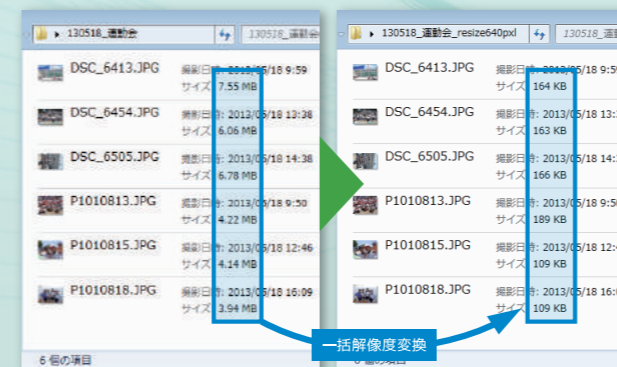 130518_運動会
130518_運動会
DSC_6413.JPG
撮影日時: 2013/05/18 9:59
サイズ: 7.55 MB
DSC_6454.JPG
撮影日時: 2013/05/18 13:38
サイズ: 6.06 MB
DSC_6505.JPG
撮影日時: 2013/05/18 14:38
サイズ: 6.78 MB
P1010813.JPG
撮影日時: 2013/05/18 9:50
サイズ: 4.22 MB
P1010815.JPG
撮影日時: 2013/05/18 12:46
サイズ: 4.14 MB
P1010818.JPG
撮影日時: 2013/05/18 16:09
サイズ: 3.94 MB
6 個の項目
130518_運動会_resize640pxl
130518_運動
DSC_6413.JPG
撮影日時: 2013/05/18 9:59
サイズ: 164 KB
DSC_6454.JPG
撮影日時: 2013/05/18 13:
サイズ: 163 KB
DSC_6505.JPG
撮影日時: 2013/05/18 14:
サイズ: 166 KB
P1010813.JPG
撮影日時: 2013/05/18 9:50
サイズ: 189 KB
P1010815.JPG
撮影日時: 2013/05/18 12:
サイズ: 109 KB
P1010818.JPG
撮影日時: 2013/05/18 16:
サイズ: 109 KB
一括解像度変換